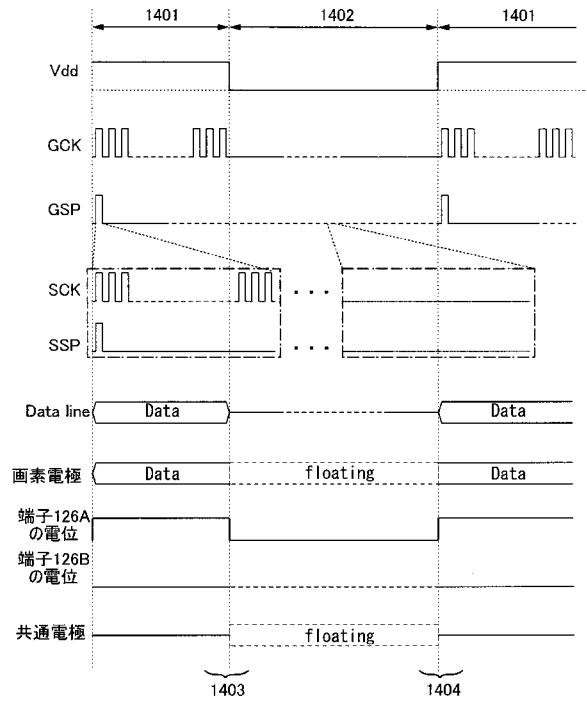 1401 1402 1401
Vdd
GCK
GSP
SCK
SSP
Data line Data Data
画素電極 Data floating Data
端子126A
の電位
端子126B
の電位
共通電極 floating
1403 1404